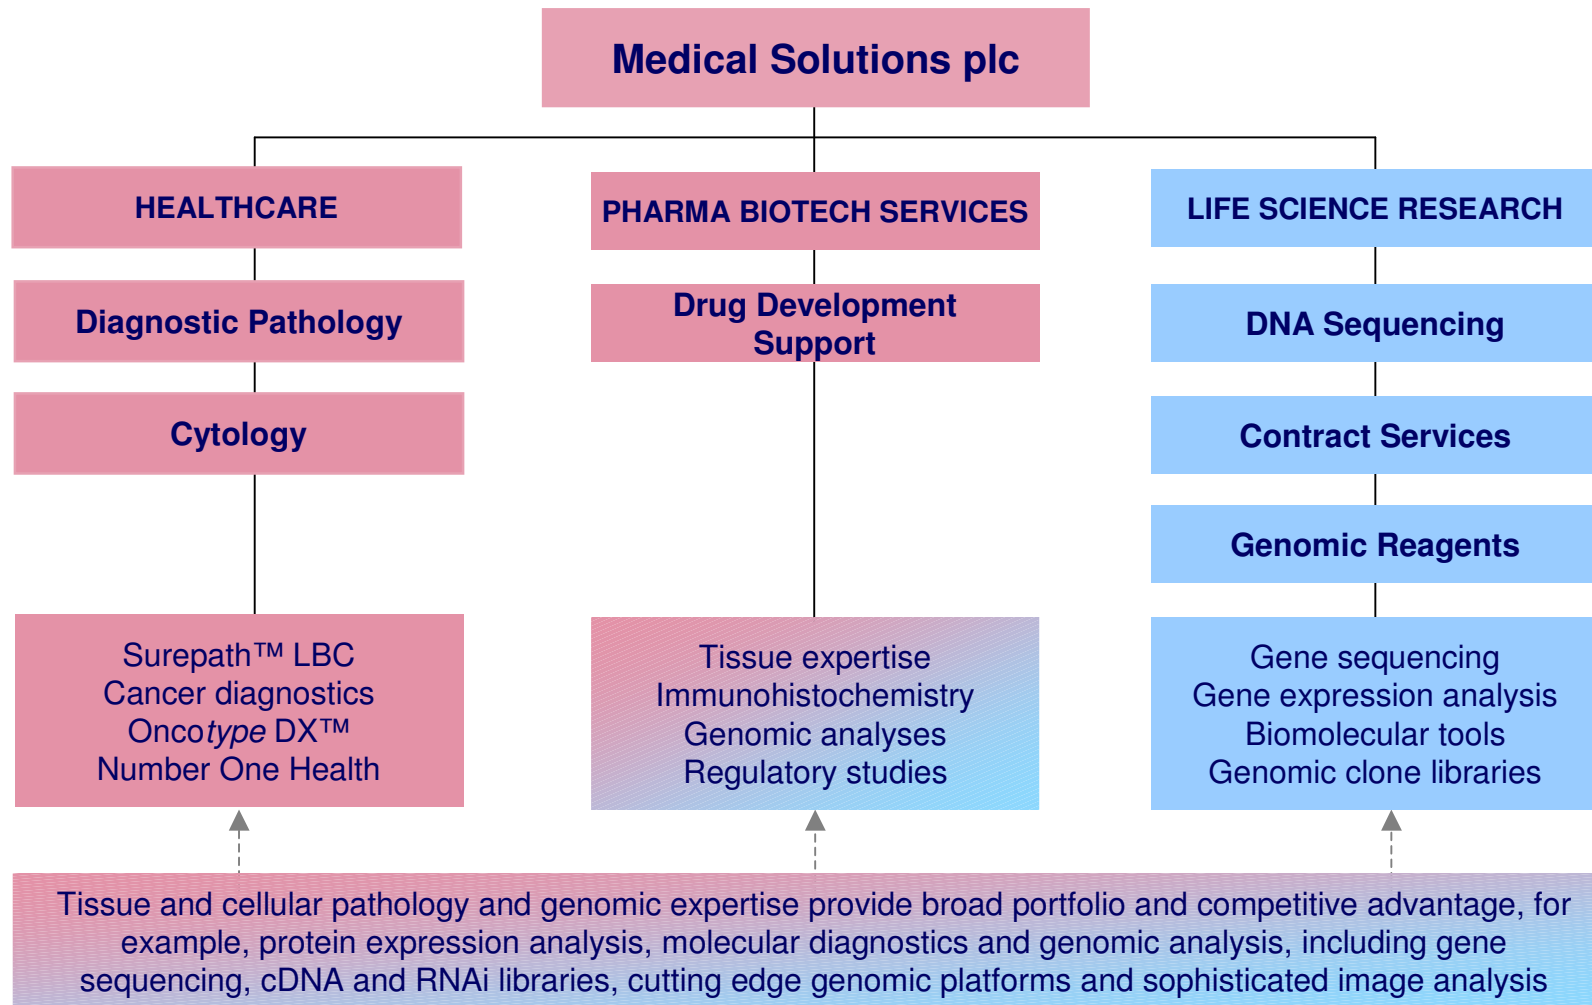 Medical Solutions plc
HEALTHCARE
Diagnostic Pathology
Cytology
Surepath™ LBC
Cancer diagnostics
Oncotype DX™
Number One Health
PHARMA BIOTECH SERVICES
Drug Development
Support
Tissue expertise
Immunohistochemistry
Genomic analyses
Regulatory studies
LIFE SCIENCE RESEARCH
DNA Sequencing
Contract Services
Genomic Reagents
Gene sequencing
Gene expression analysis
Biomolecular tools
Genomic clone libraries
Tissue and cellular pathology and genomic expertise provide broad portfolio and competitive advantage, for
example, protein expression analysis, molecular diagnostics and genomic analysis, including gene
sequencing, cDNA and RNAi libraries, cutting edge genomic platforms and sophisticated image analysis